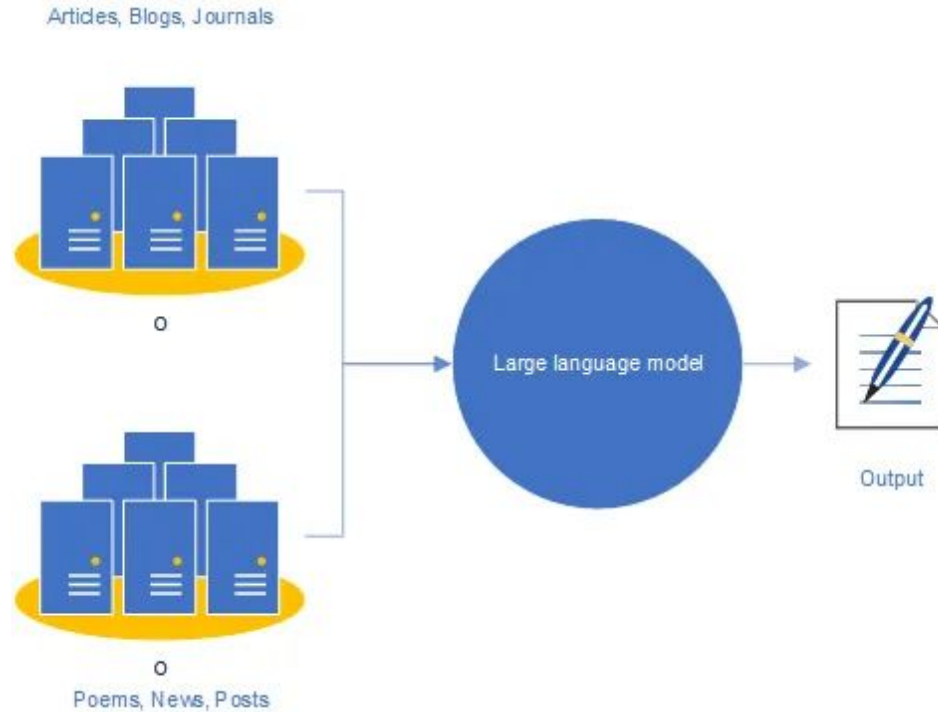 Articles, Blogs, Journals
o
Large language model
Output
o
Poems, News, Posts